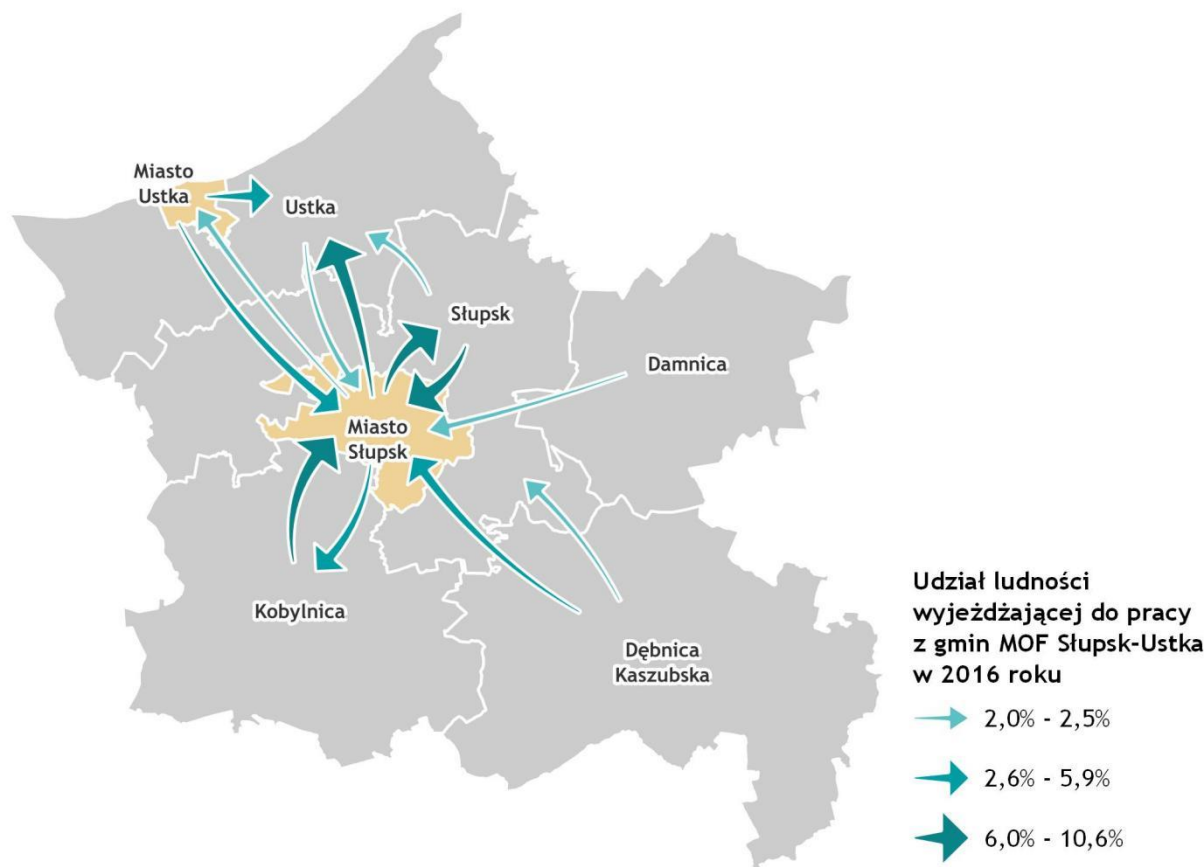 Miasto
Ustka
Ustka
Słupsk
Damnica
Miasto
Słupsk
Kobylnica
Dębnica
Kaszubska
Udział ludności
wyjeżdżającej do pracy
z gmin MOF Słupsk-Ustka
w 2016 roku
2,0% - 2,5%
2,6% - 5,9%
6,0% - 10,6%